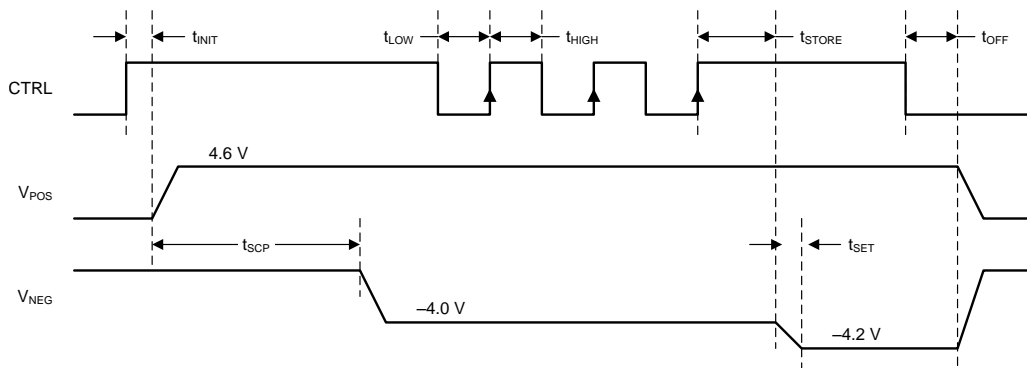 tINIT
tLOW
tHIGH
tSTORE
tOFF
CTRL
4.6 V
VPOS
tSCP
tSET
VNEG
–4.0 V
–4.2 V